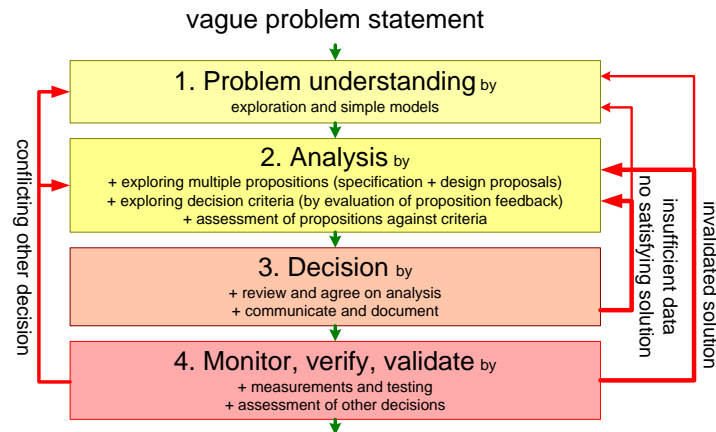 vague problem statement
1. Problem understanding by
exploration and simple models
2. Analysis by
+ exploring multiple propositions (specification + design proposals)
+ exploring decision criteria (by evaluation of proposition feedback)
+ assessment of propositions against criteria
3. Decision by
+ review and agree on analysis
+ communicate and document
4. Monitor, verify, validate by
+ measurements and testing
+ assessment of other decisions
conflicting other decision
insufficient data
no satisfying solution
invalidated solution